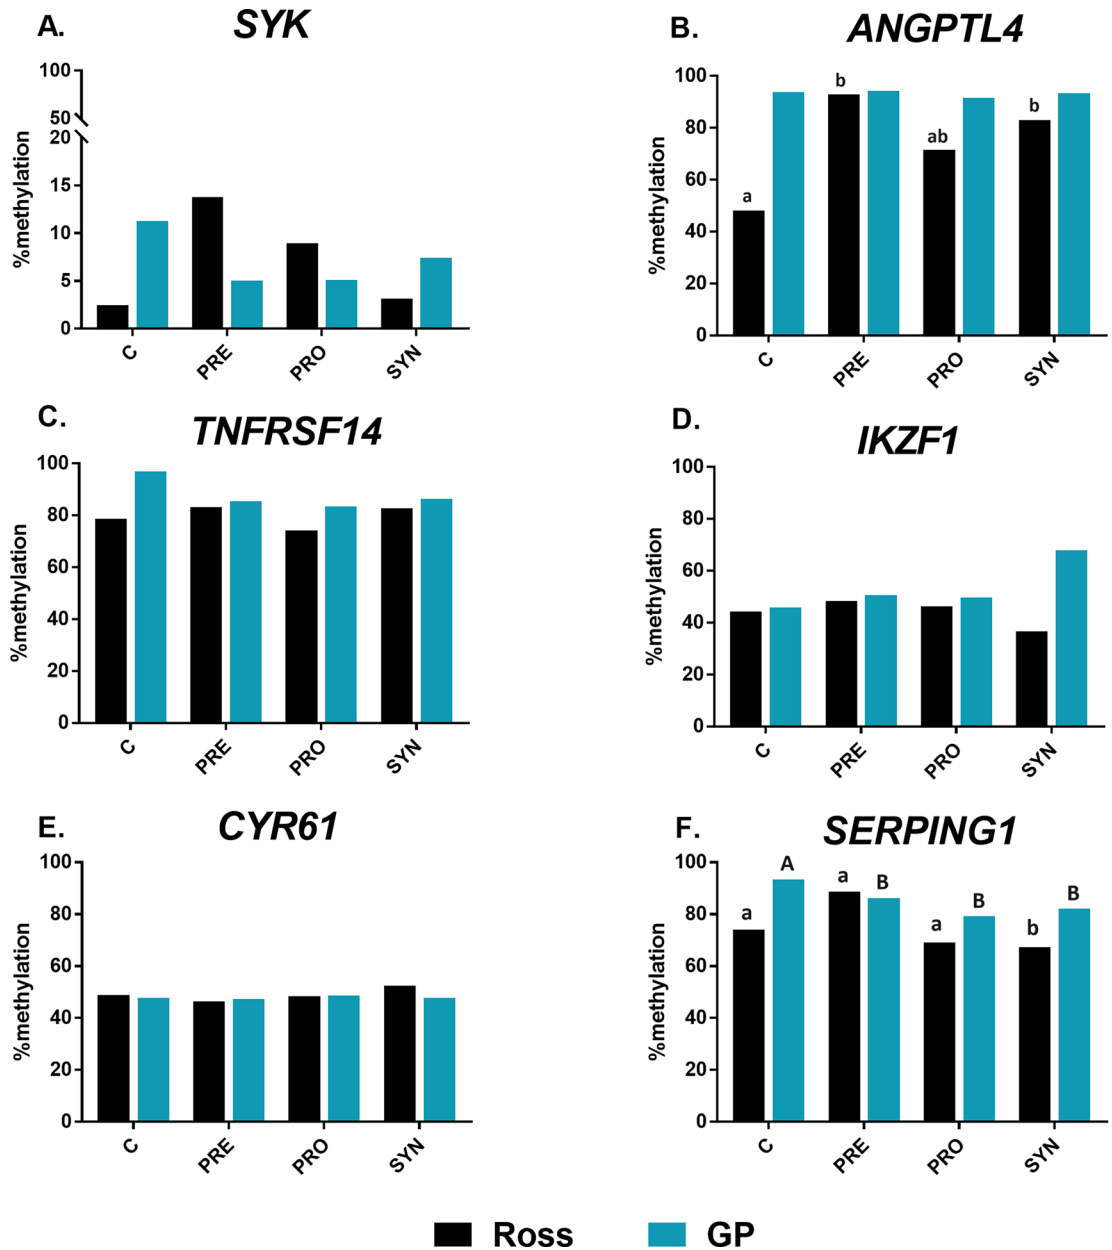 A. SYK
%methylation
100
50
20
15
10
5
0
C PRE PRO SYN
B. ANGPTL4
%methylation
100
80
60
40
20
0
a b ab b
C PRE PRO SYN
C. TNFRSF14
%methylation
100
80
60
40
20
0
C PRE PRO SYN
D. IKZF1
%methylation
100
80
60
40
20
0
C PRE PRO SYN
E. CYR61
%methylation
100
80
60
40
20
0
C PRE PRO SYN
F. SERPING1
%methylation
100
80
60
40
20
0
a A a B a B b B
C PRE PRO SYN
Ross GP